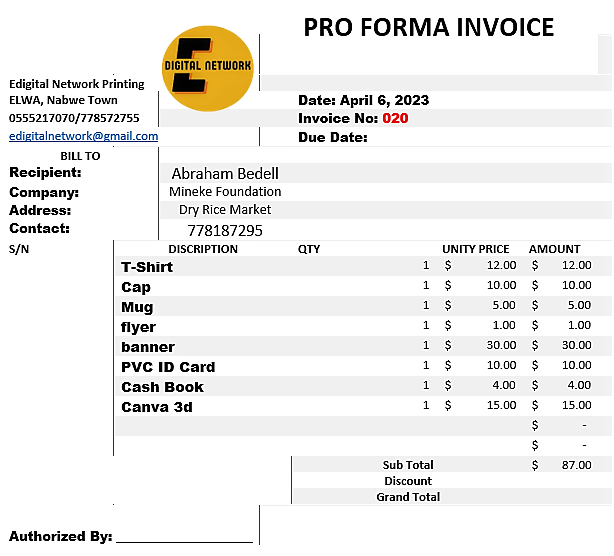 PRO FORMA INVOICE
DIGITAL NETWORK
Edigital Network Printing
ELWA, Nabwe Town
Date: April 6, 2023
0555217070/778572755
Invoice No: 020
edigitalnetwork@gmail.com
Due Date:
BILL TO
Recipient: Abraham Bedell
Company: Mineke Foundation
Address: Dry Rice Market
Contact: 778187295
S/N DISCRIPTION QTY UNITY PRICE AMOUNT
T-Shirt 1 $ 12.00 $ 12.00
Cap 1 $ 10.00 $ 10.00
Mug 1 $ 5.00 $ 5.00
flyer 1 $ 1.00 $ 1.00
banner 1 $ 30.00 $ 30.00
PVC ID Card 1 $ 10.00 $ 10.00
Cash Book 1 $ 4.00 $ 4.00
Canva 3d 1 $ 15.00 $ 15.00
$ -
$ -
Sub Total $ 87.00
Discount
Grand Total
Authorized By: ____________________